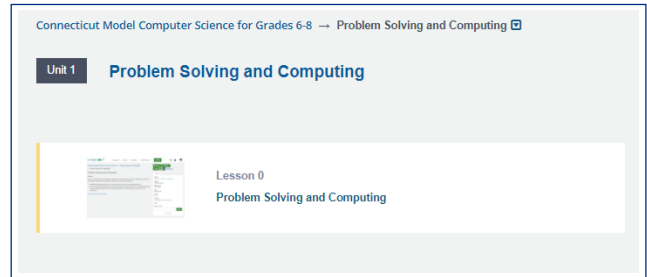 Connecticut Model Computer Science for Grades 6-8 → Problem Solving and Computing
Unit 1
Problem Solving and Computing
Lesson 0
Problem Solving and Computing